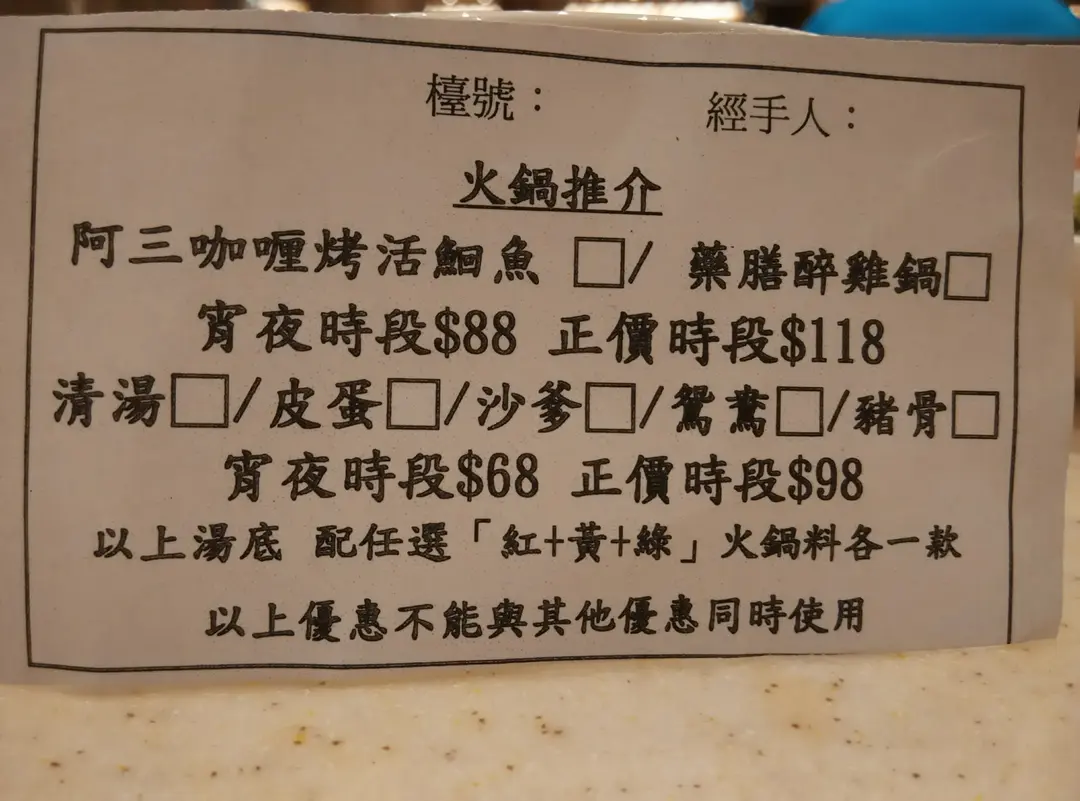 檯號： 經手人：
火鍋推介
阿三咖喱烤活鮰魚 □/ 藥膳醉雞鍋□
宵夜時段$88 正價時段$118
清湯□/皮蛋□/沙爹□/鴛鴦□/豬骨□
宵夜時段$68 正價時段$98
以上湯底 配任選「紅+黃+綠」火鍋料各一款
以上優惠不能與其他優惠同時使用